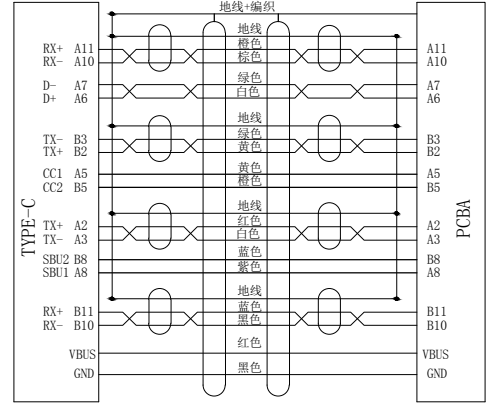 地线+编织
地线
RX+ A11 橙色 A11
RX- A10 棕色 A10
D- A7 绿色 A7
D+ A6 白色 A6
地线
TX- B3 绿色 B3
TX+ B2 黄色 B2
CC1 A5 黄色 A5
CC2 B5 橙色 B5
地线
TX+ A2 红色 A2
TX- A3 白色 A3
SBU2 B8 蓝色 B8
SBU1 A8 紫色 A8
地线
RX+ B11 蓝色 B11
RX- B10 黑色 B10
VBUS 红色 VBUS
GND 黑色 GND
TYPE-C
PCBA